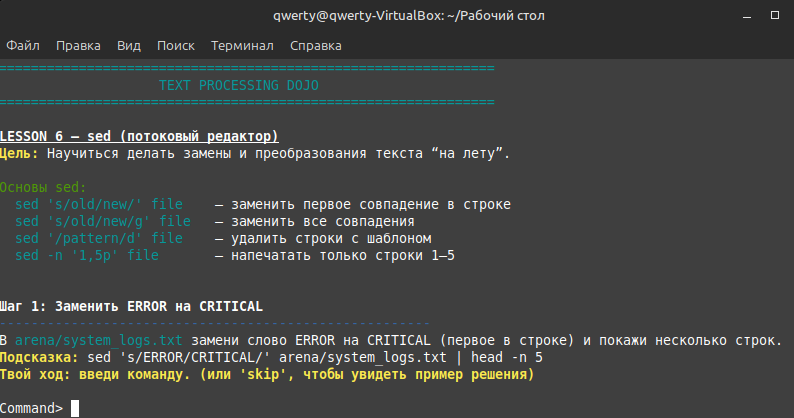 qwerty@qwerty-VirtualBox: ~/Рабочий стол
Файл Правка Вид Поиск Терминал Справка
==============================================================
TEXT PROCESSING DOJO
==============================================================
LESSON 6 — sed (потоковый редактор)
Цель: Научиться делать замены и преобразования текста “на лету”.
Основы sed:
sed 's/old/new/' file — заменить первое совпадение в строке
sed 's/old/new/g' file — заменить все совпадения
sed '/pattern/d' file — удалить строки с шаблоном
sed -n '1,5p' file — напечатать только строки 1–5
Шаг 1: Заменить ERROR на CRITICAL
------------------------------------------------------
В arena/system_logs.txt замени слово ERROR на CRITICAL (первое в строке) и покажи несколько строк.
Подсказка: sed 's/ERROR/CRITICAL/' arena/system_logs.txt | head -n 5
Твой ход: введи команду. (или 'skip', чтобы увидеть пример решения)
Command>